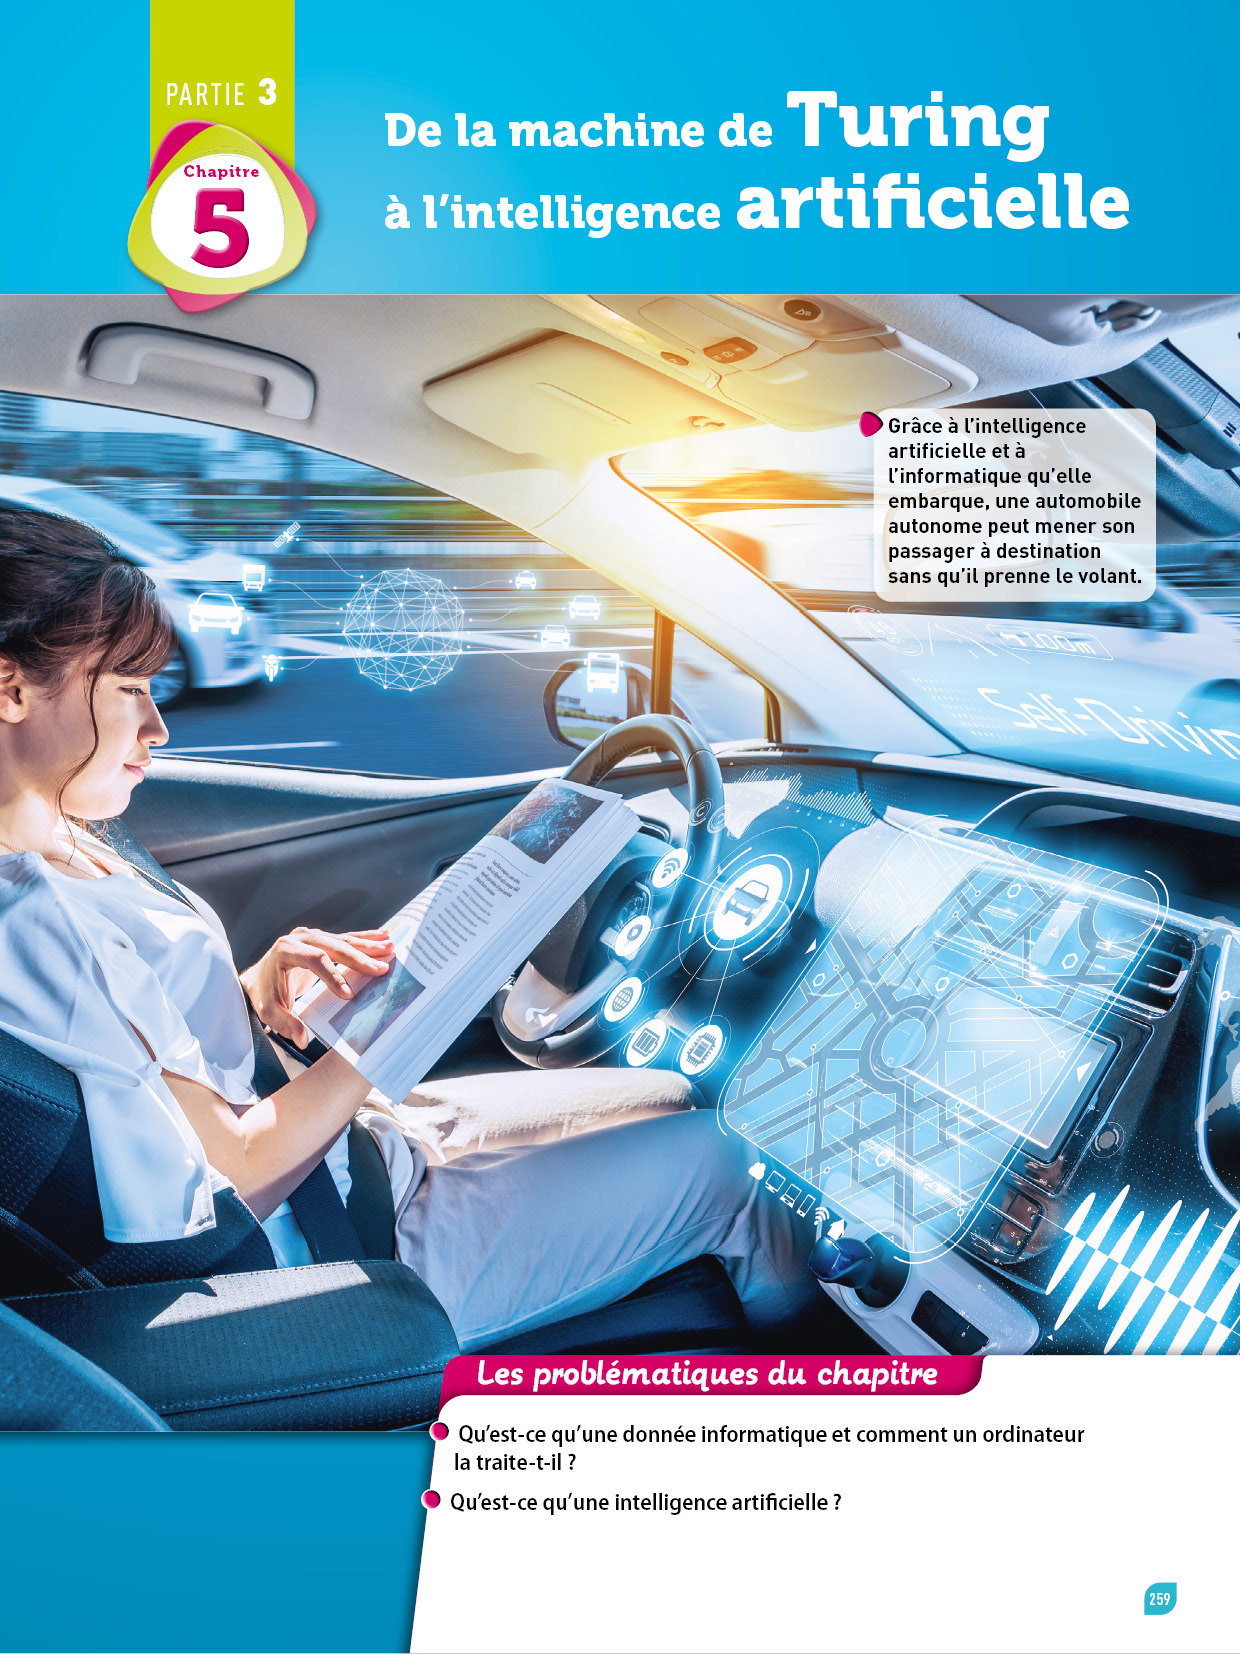 PARTIE 3
Chapitre
5
De la machine de Turing
à l’intelligence artificielle
Grâce à l’intelligence
artificielle et à
l’informatique qu’elle
embarque, une automobile
autonome peut mener son
passager à destination
sans qu’il prenne le volant.
100m
Self-Drivin
Les problématiques du chapitre
Qu’est-ce qu’une donnée informatique et comment un ordinateur
la traite-t-il ?
Qu’est-ce qu’une intelligence artificielle ?
259